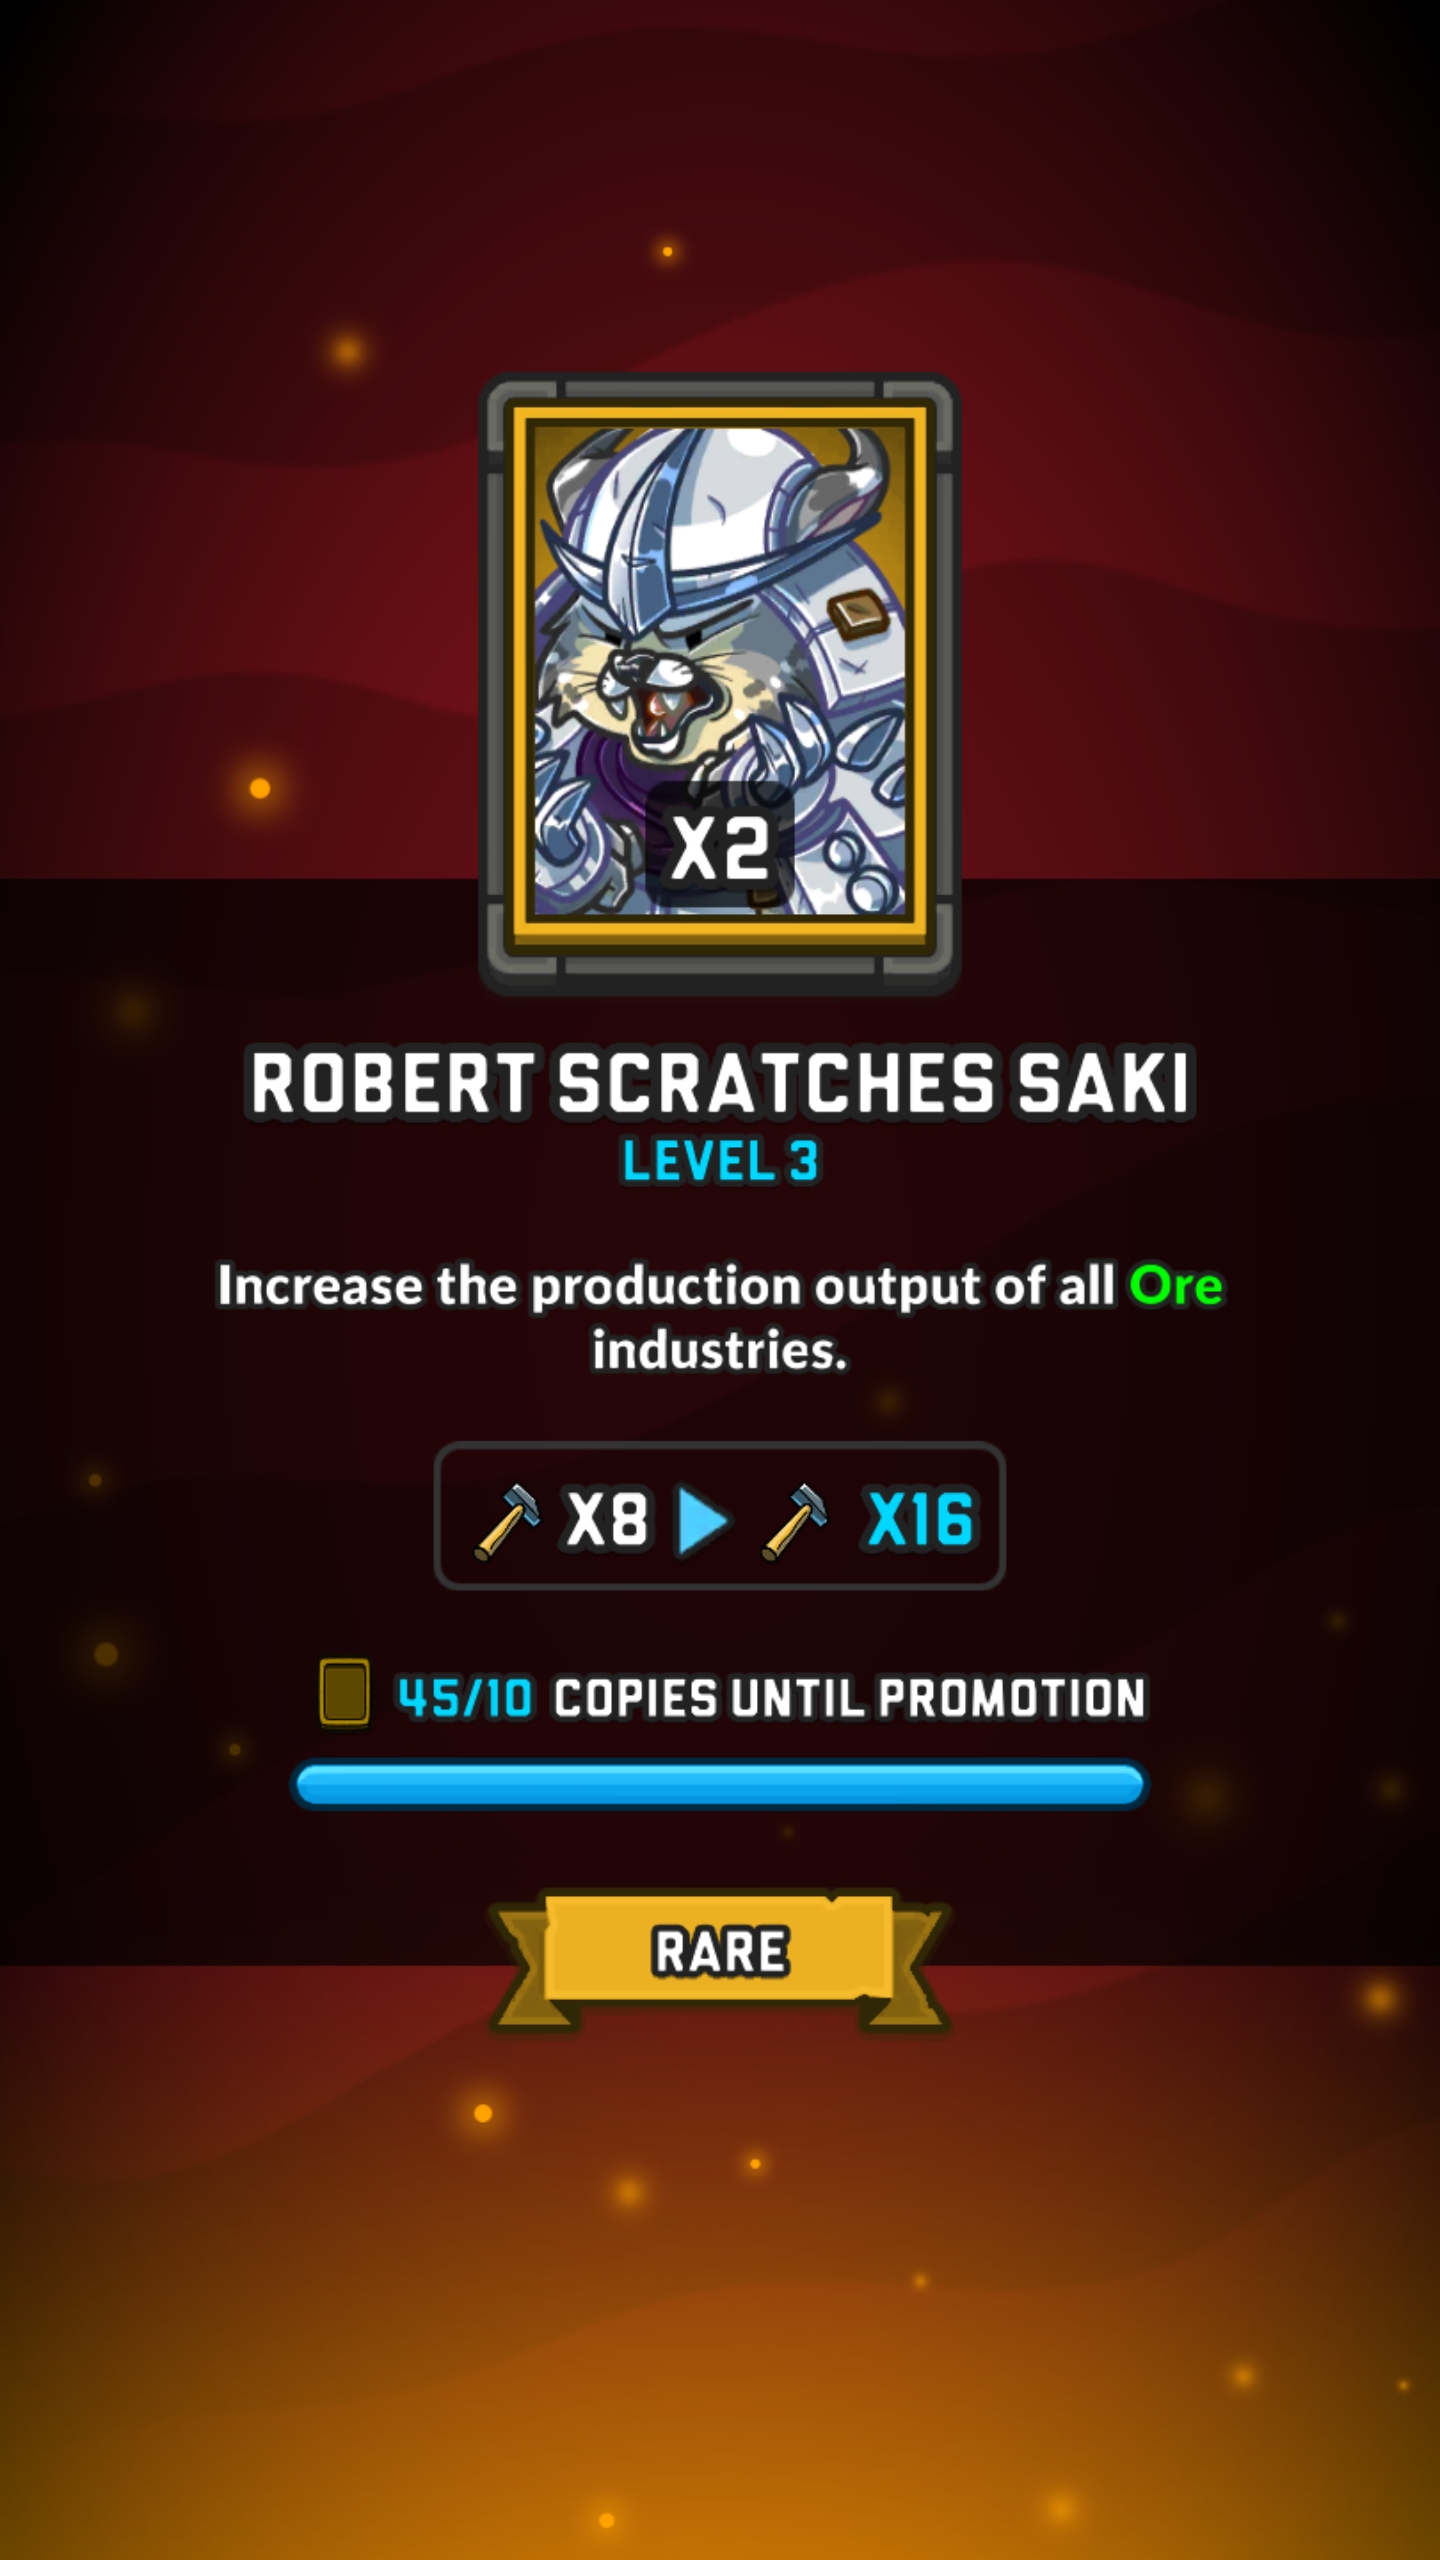 X2
ROBERT SCRATCHES SAKI
LEVEL 3
Increase the production output of all Ore
industries.
X8 X16
45/10 COPIES UNTIL PROMOTION
RARE